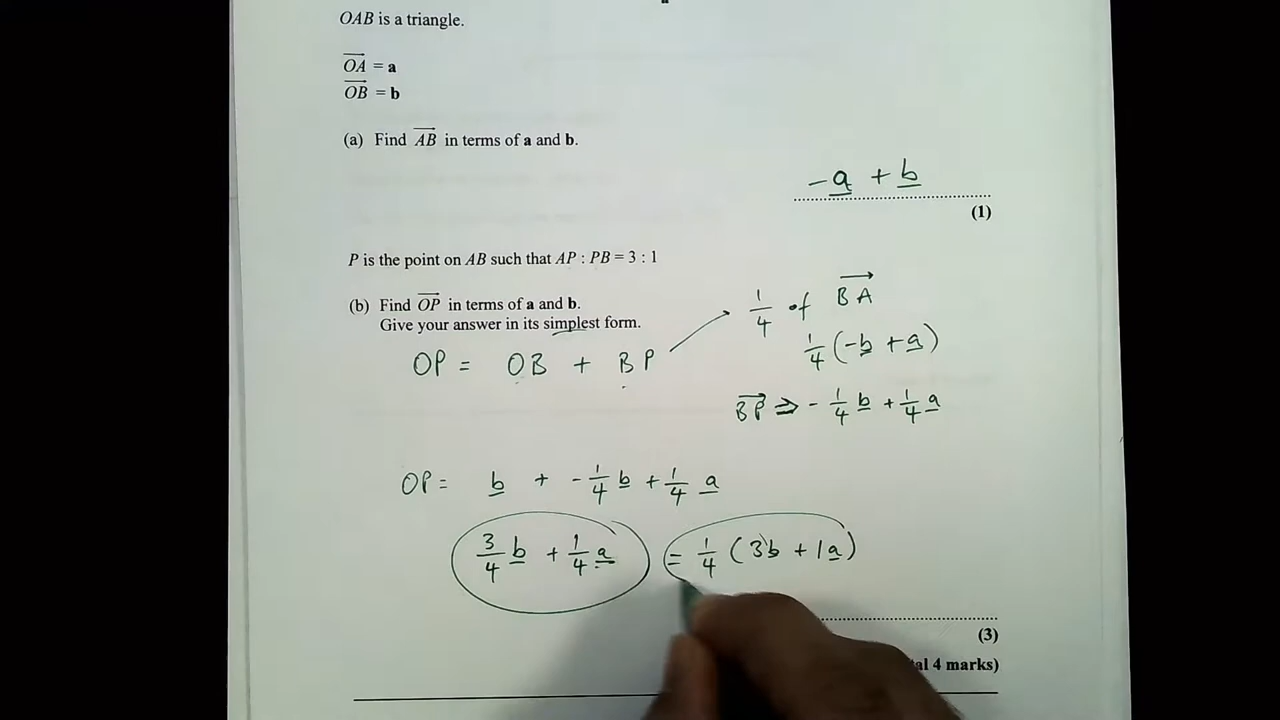 OAB is a triangle.
OA = a
OB = b
(a) Find AB in terms of a and b.
-a + b
(1)
P is the point on AB such that AP : PB = 3 : 1
(b) Find OP in terms of a and b.
Give your answer in its simplest form.
1/4 of BA
1/4(-b + a)
OP = OB + BP
BP ⇒ - 1/4 b + 1/4 a
OP = b + -1/4 b + 1/4 a
3/4 b + 1/4 a = 1/4 (3b + 1a)
(3)
4 marks)